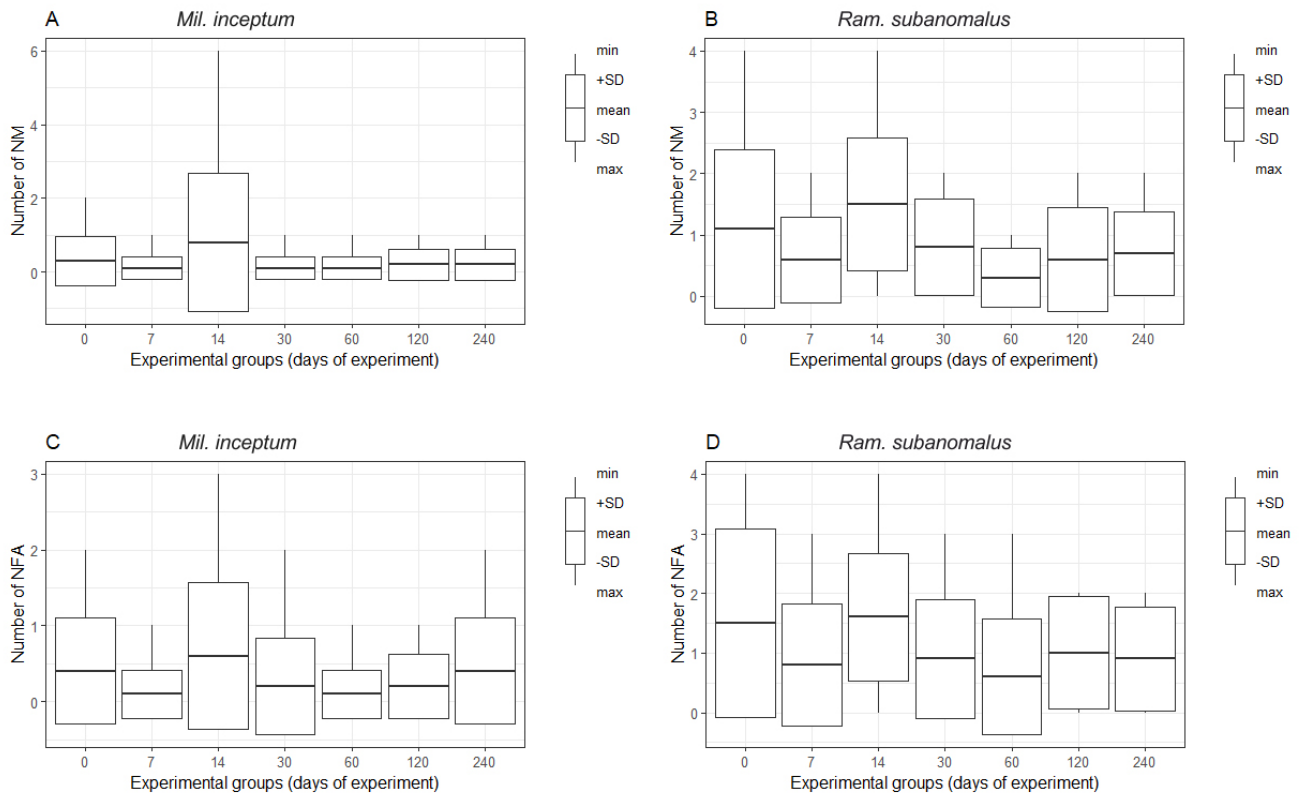 A Mil. inceptum
Number of NM
6
4
2
0
0 7 14 30 60 120 240
Experimental groups (days of experiment)
min
+SD
mean
-SD
max
B Ram. subanomalus
Number of NM
4
3
2
1
0
0 7 14 30 60 120 240
Experimental groups (days of experiment)
min
+SD
mean
-SD
max
C Mil. inceptum
Number of NFA
3
2
1
0
0 7 14 30 60 120 240
Experimental groups (days of experiment)
min
+SD
mean
-SD
max
D Ram. subanomalus
Number of NFA
4
3
2
1
0
0 7 14 30 60 120 240
Experimental groups (days of experiment)
min
+SD
mean
-SD
max